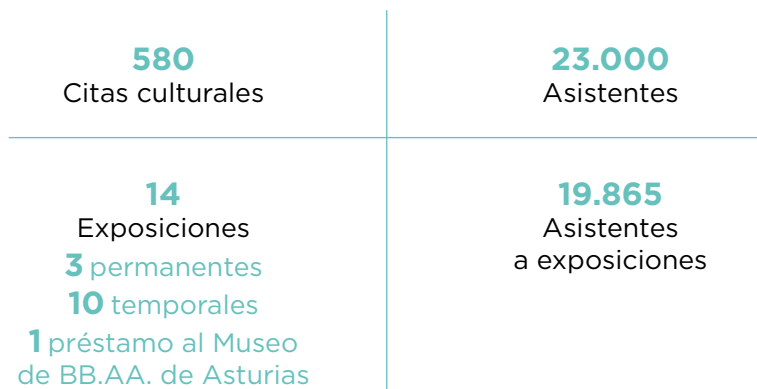 580
Citas culturales
23.000
Asistentes
14
Exposiciones
3 permanentes
10 temporales
1 préstamo al Museo
de BB.AA. de Asturias
19.865
Asistentes
a exposiciones